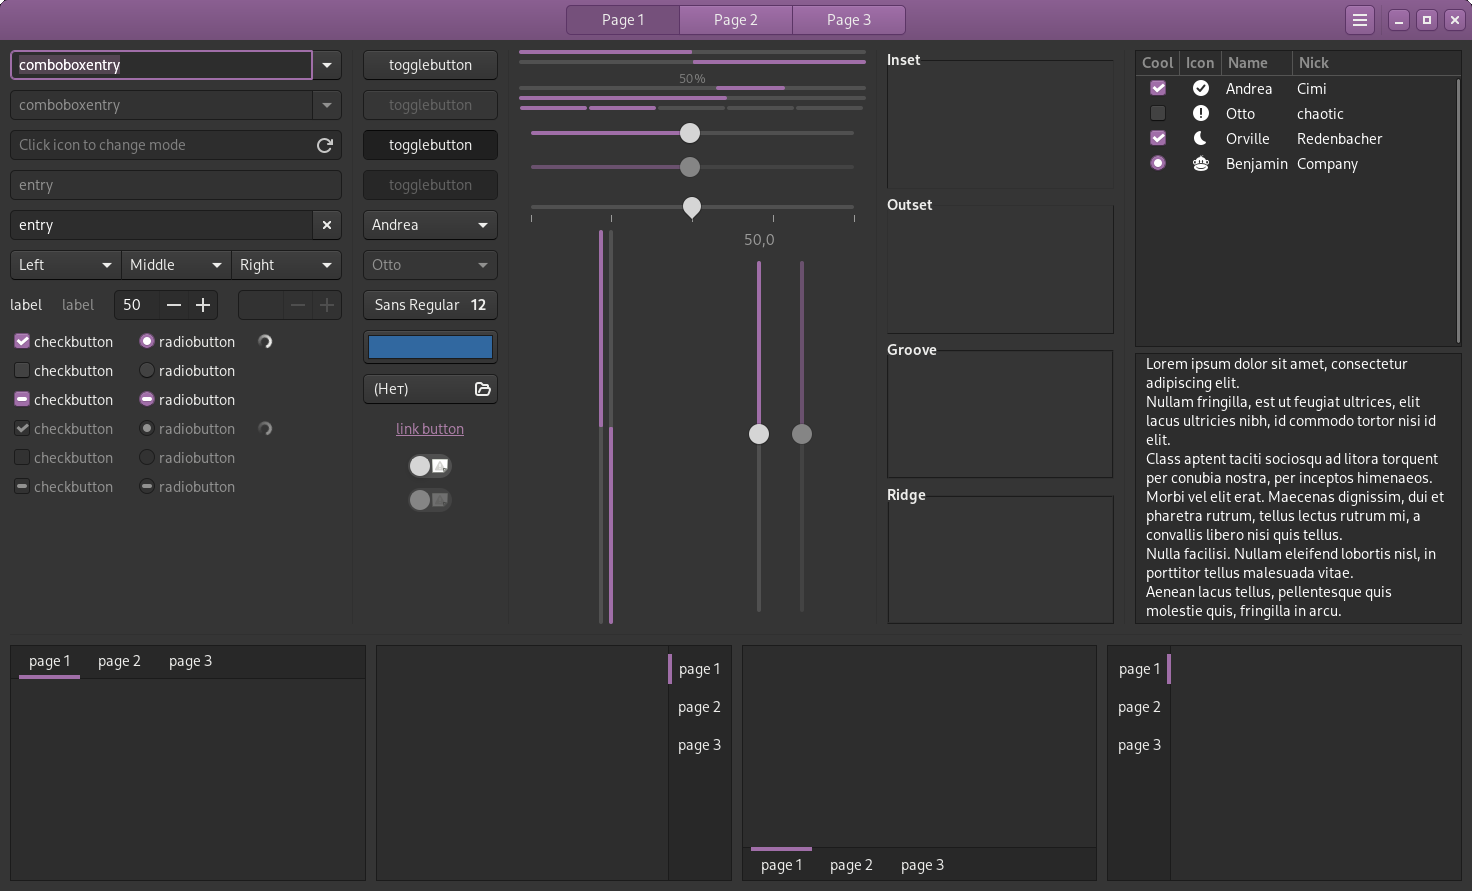 Page 1 Page 2 Page 3
comboboxentry
comboboxentry
Click icon to change mode
entry
entry
Left Middle Right
label label 50
checkbutton radiobutton
checkbutton radiobutton
checkbutton radiobutton
checkbutton radiobutton
checkbutton radiobutton
checkbutton radiobutton
togglebutton
togglebutton
togglebutton
togglebutton
Andrea
Otto
Sans Regular 12
(Нет)
link button
50%
50,0
Inset
Outset
Groove
Ridge
Cool Icon Name Nick
Andrea Cimi
Otto chaotic
Orville Redenbacher
Benjamin Company
Lorem ipsum dolor sit amet, consectetur
adipiscing elit.
Nullam fringilla, est ut feugiat ultrices, elit
lacus ultricies nibh, id commodo tortor nisi id
elit.
Class aptent taciti sociosqu ad litora torquent
per conubia nostra, per inceptos himenaeos.
Morbi vel elit erat. Maecenas dignissim, dui et
pharetra rutrum, tellus lectus rutrum mi, a
convallis libero nisi quis tellus.
Nulla facilisi. Nullam eleifend lobortis nisl, in
porttitor tellus malesuada vitae.
Aenean lacus tellus, pellentesque quis
molestie quis, fringilla in arcu.
page 1 page 2 page 3
page 1
page 2
page 3
page 1 page 2 page 3
page 1
page 2
page 3